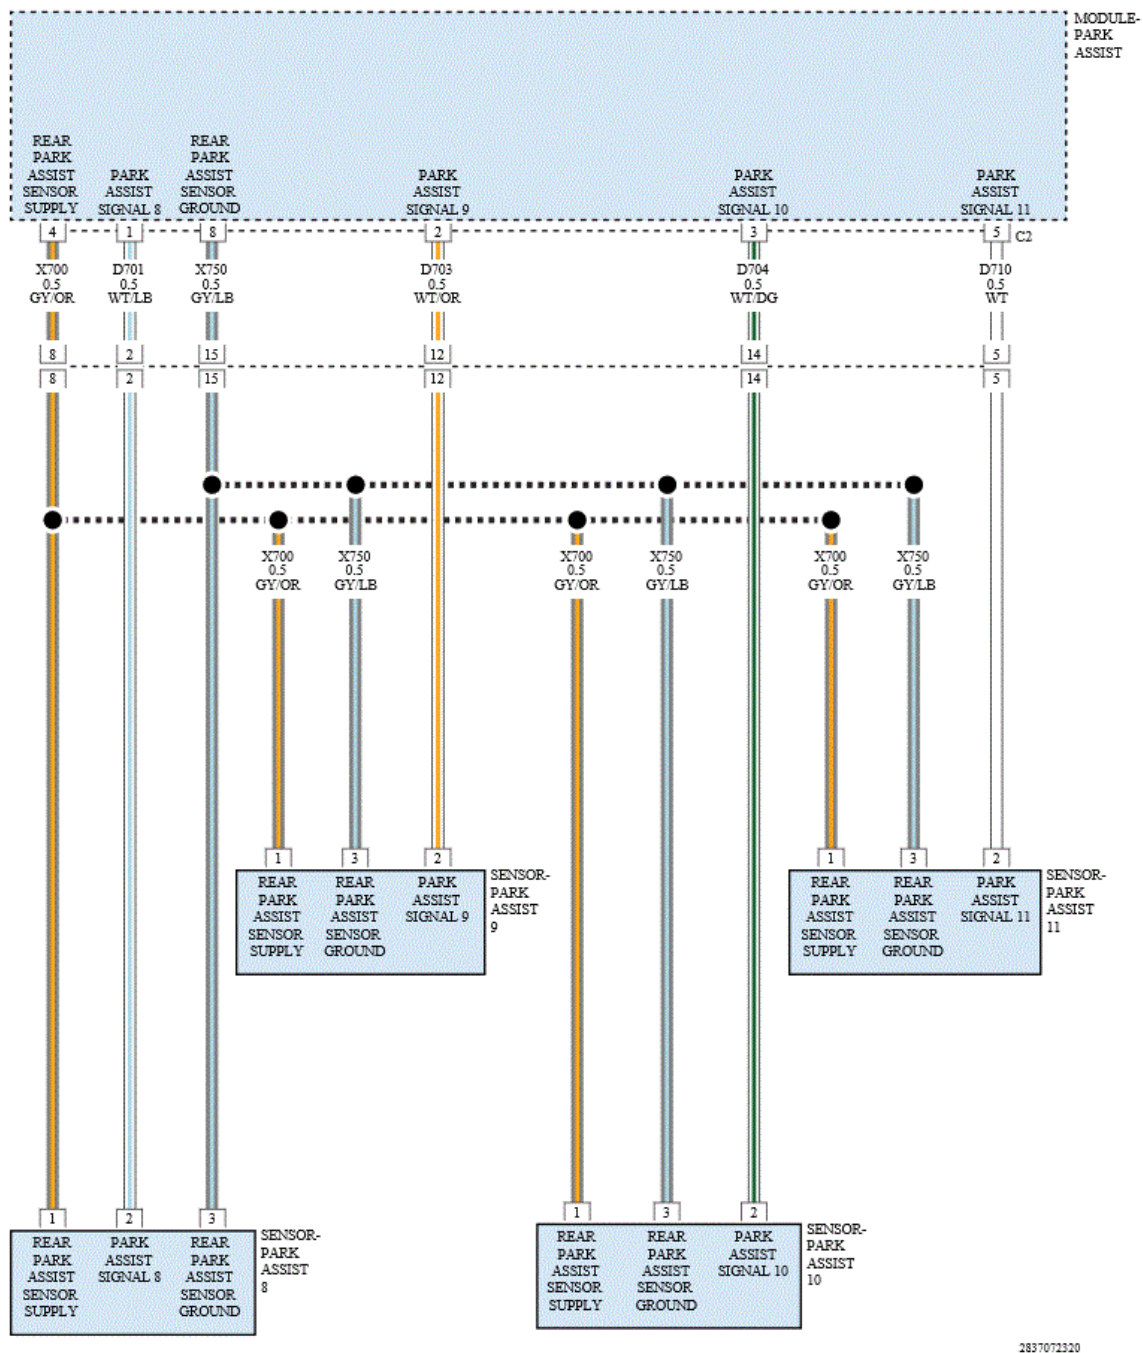 MODULE-
PARK
ASSIST
REAR
PARK
ASSIST
SENSOR
SUPPLY
PARK
ASSIST
SIGNAL 8
REAR
PARK
ASSIST
SENSOR
GROUND
PARK
ASSIST
SIGNAL 9
PARK
ASSIST
SIGNAL 10
PARK
ASSIST
SIGNAL 11
4
1
8
2
3
5
C2
X700
0.5
GY/OR
D701
0.5
WT/LB
X750
0.5
GY/LB
D703
0.5
WT/OR
D704
0.5
WT/DG
D710
0.5
WT
8
2
15
12
14
5
8
2
15
12
14
5
X700
0.5
GY/OR
X750
0.5
GY/LB
X700
0.5
GY/OR
X750
0.5
GY/LB
X700
0.5
GY/OR
X750
0.5
GY/LB
1
3
2
REAR
PARK
ASSIST
SENSOR
SUPPLY
REAR
PARK
ASSIST
SENSOR
GROUND
PARK
ASSIST
SIGNAL 9
SENSOR-
PARK
ASSIST
9
1
3
2
REAR
PARK
ASSIST
SENSOR
SUPPLY
REAR
PARK
ASSIST
SENSOR
GROUND
PARK
ASSIST
SIGNAL 11
SENSOR-
PARK
ASSIST
11
1
2
3
REAR
PARK
ASSIST
SENSOR
SUPPLY
PARK
ASSIST
SIGNAL 8
REAR
PARK
ASSIST
SENSOR
GROUND
SENSOR-
PARK
ASSIST
8
1
3
2
REAR
PARK
ASSIST
SENSOR
SUPPLY
REAR
PARK
ASSIST
SENSOR
GROUND
PARK
ASSIST
SIGNAL 10
SENSOR-
PARK
ASSIST
10
2837072320